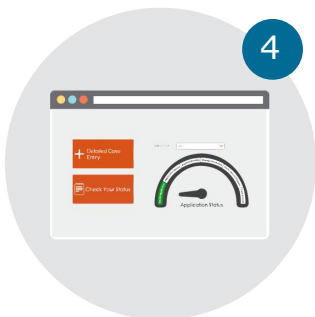 4
Detailed Case
Entry
Check Your Status
Application Status